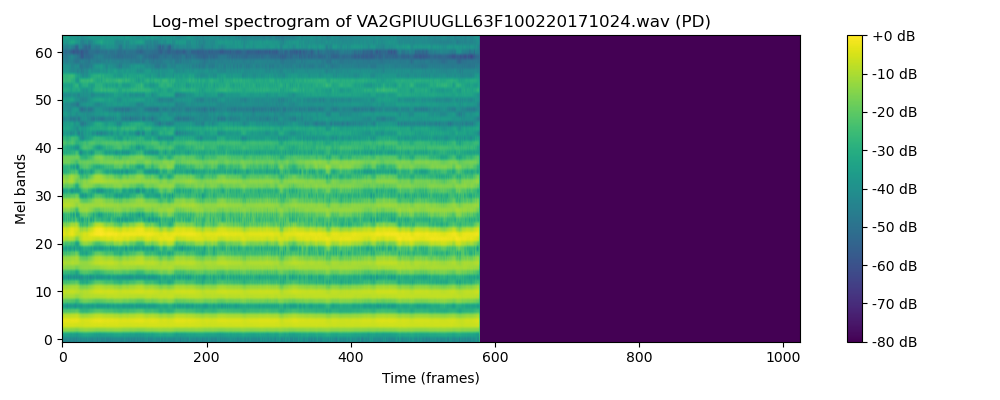 Log-mel spectrogram of VA2GPIUUGLL63F100220171024.wav (PD)
60
50
40
30
20
10
0
Mel bands
0 200 400 600 800 1000
Time (frames)
+0 dB
-10 dB
-20 dB
-30 dB
-40 dB
-50 dB
-60 dB
-70 dB
-80 dB